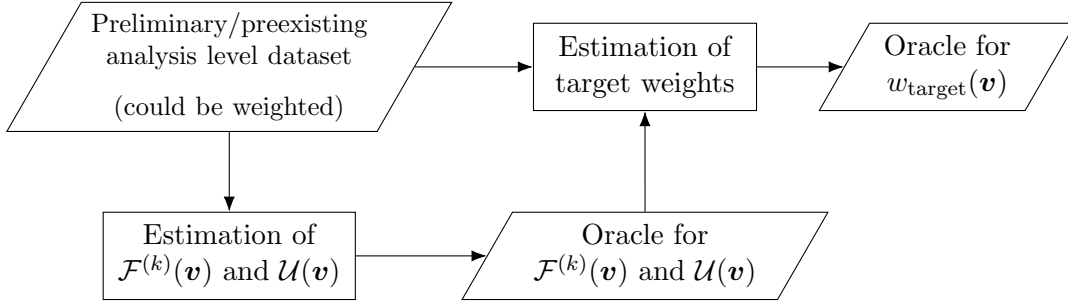 Preliminary/preexisting
analysis level dataset
(could be weighted)
Estimation of
target weights
Oracle for
w_target(𝒗)
Estimation of
ℱ^(k)(𝒗) and 𝒰(𝒗)
Oracle for
ℱ^(k)(𝒗) and 𝒰(𝒗)